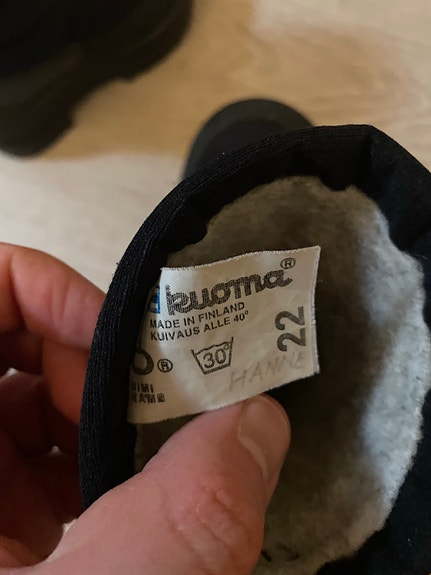 kuoma®
MADE IN FINLAND
KUIVAUS ALLE 40°
30°
22
HANNE